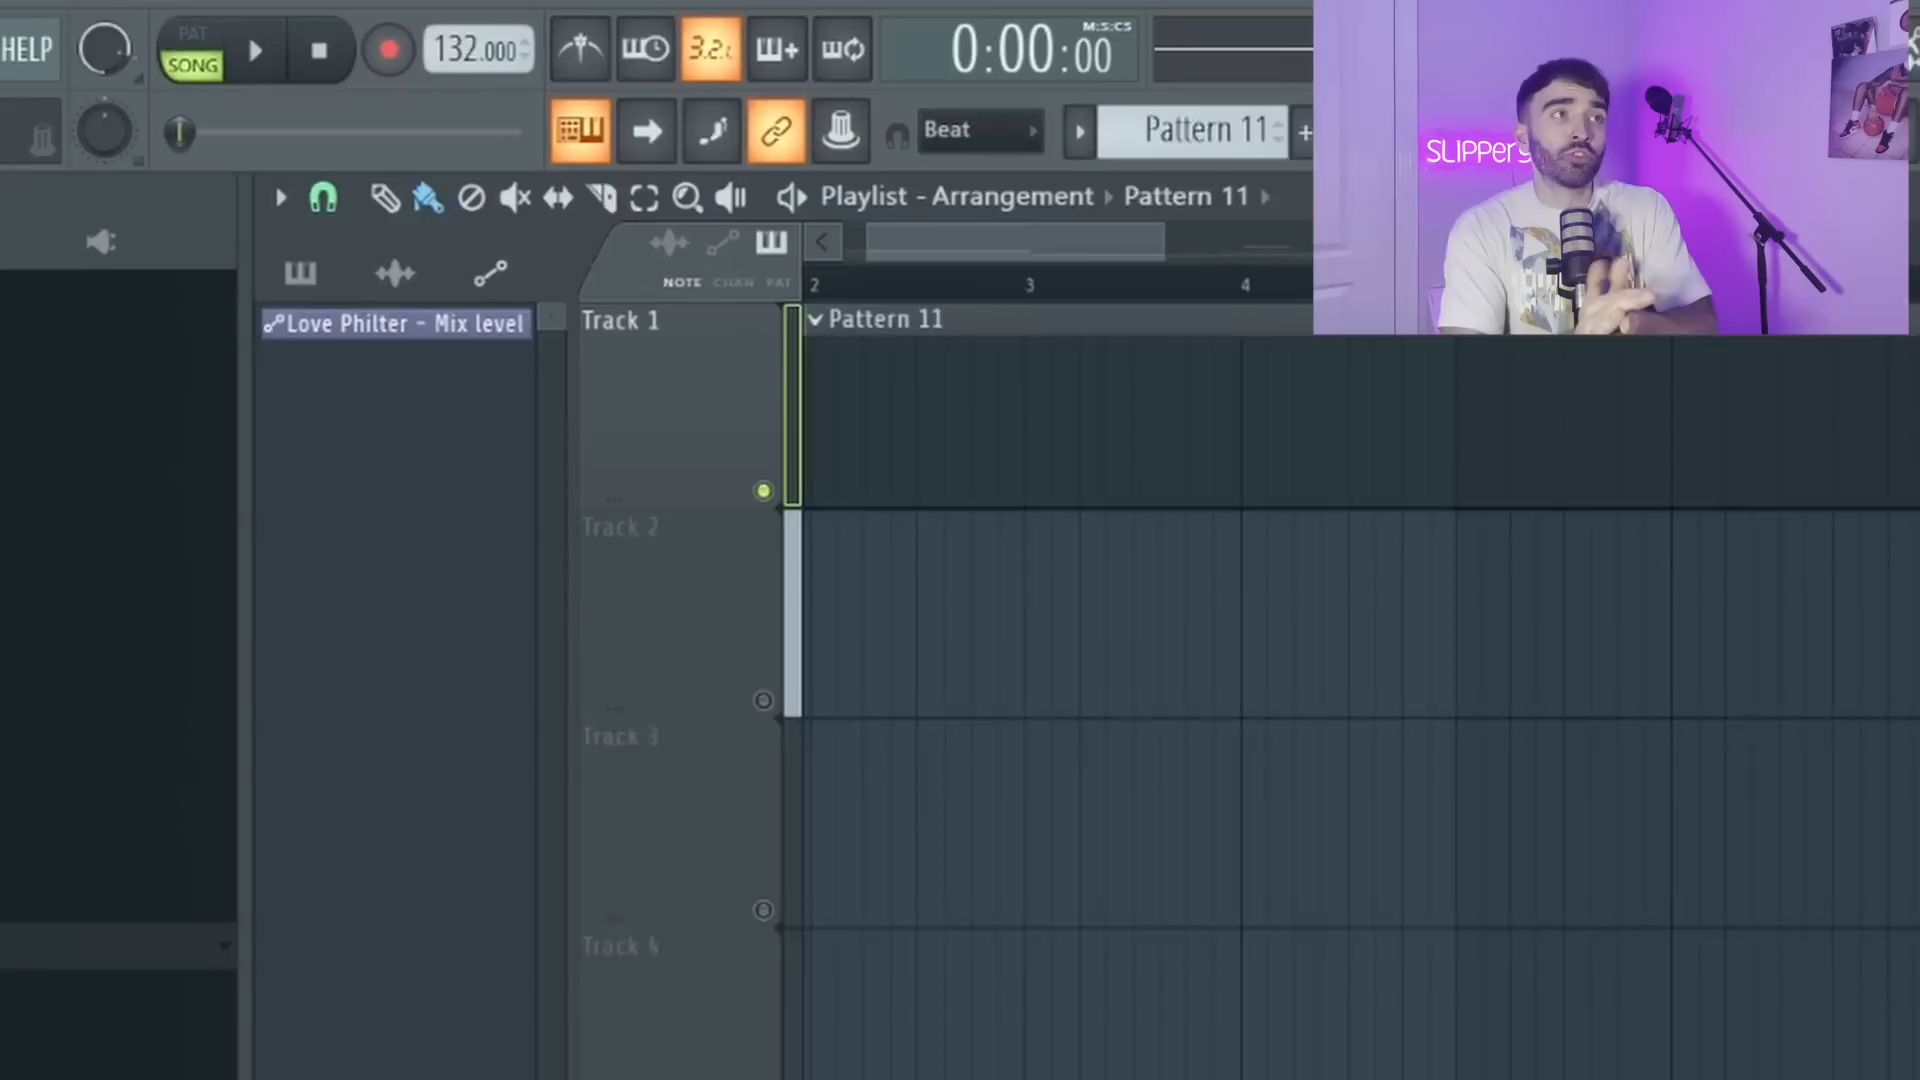 HELP
PAT
SONG
132.000
3.2:
M:S:CS
0:00:00
Beat
Pattern 11
SLIPPery
Playlist - Arrangement
Pattern 11
NOTE CHAN PAT
2 3 4
Love Philter - Mix level
Track 1
Pattern 11
Track 2
Track 3
Track 4